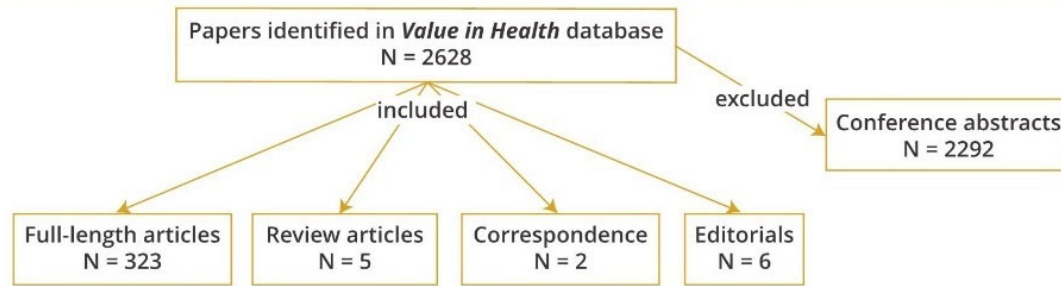 Papers identified in Value in Health database
N = 2628
included
excluded
Conference abstracts
N = 2292
Full-length articles
N = 323
Review articles
N = 5
Correspondence
N = 2
Editorials
N = 6